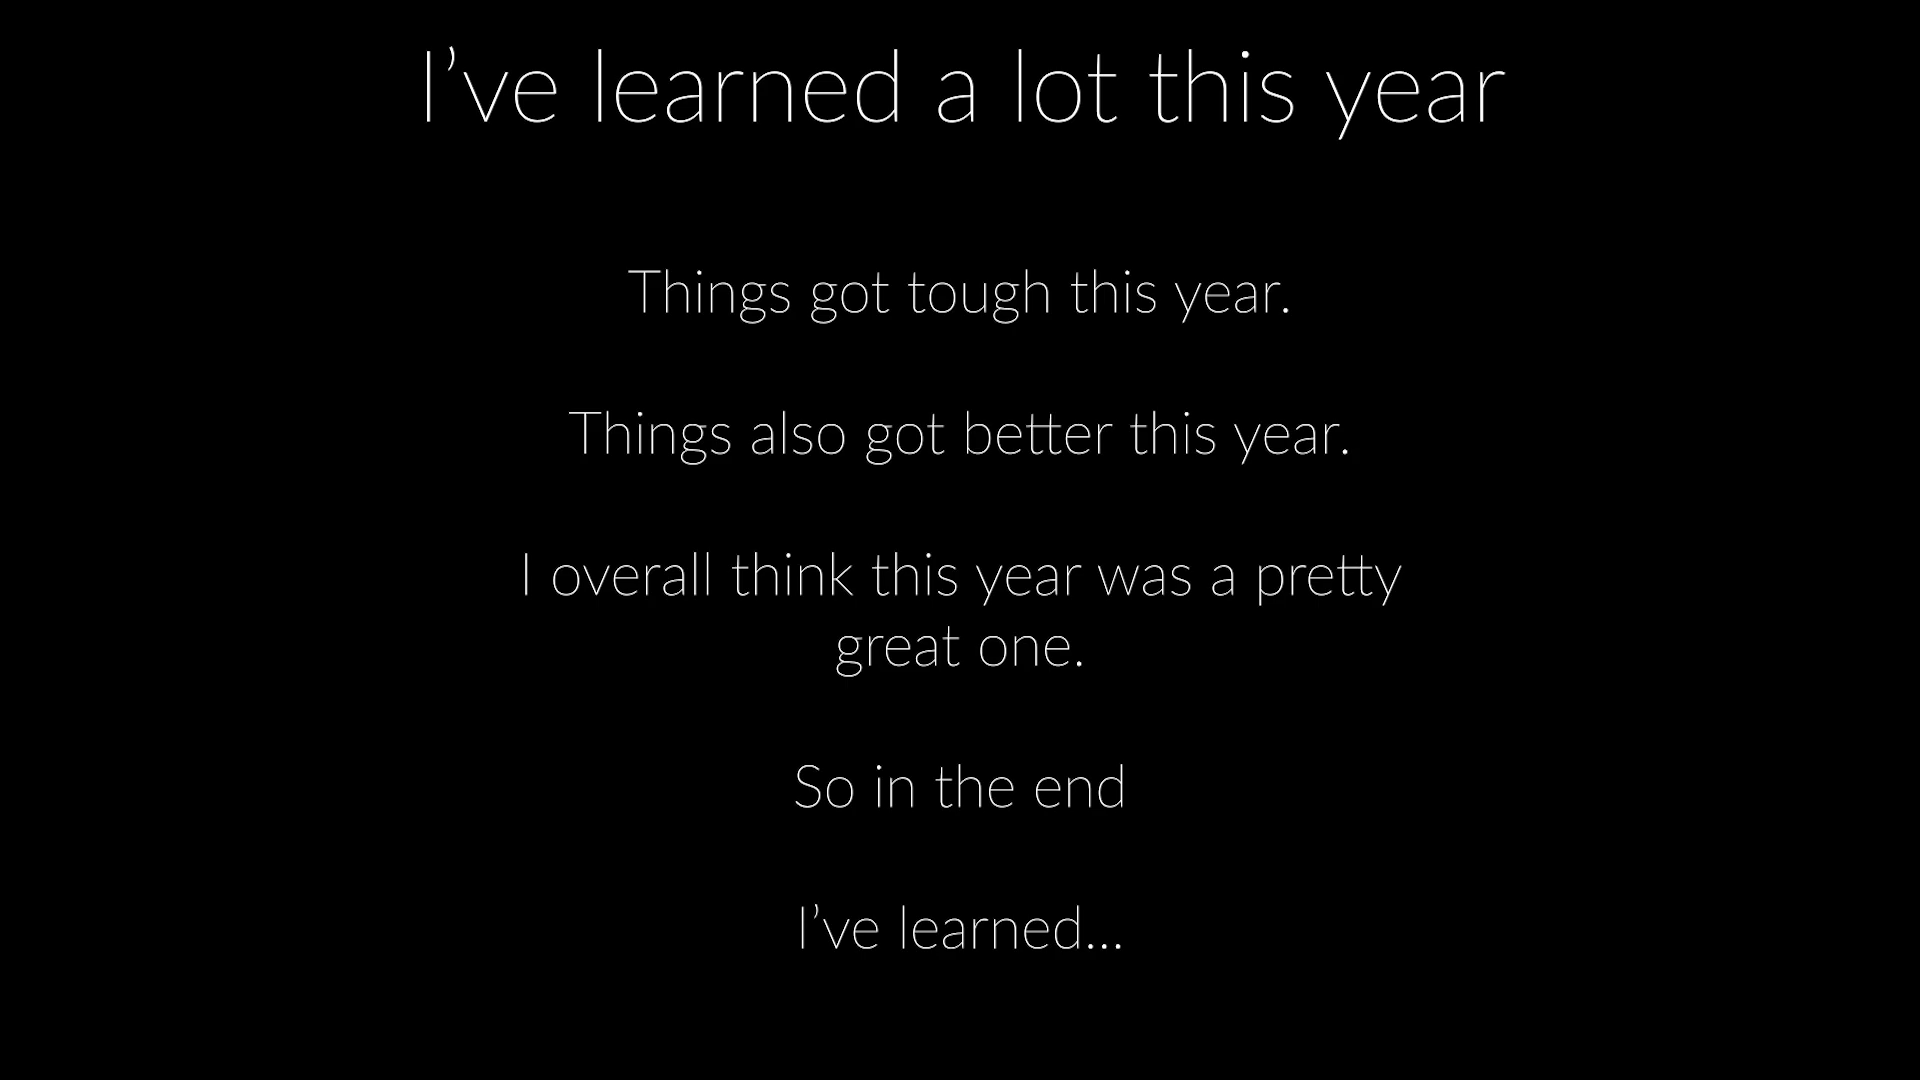 I’ve learned a lot this year
Things got tough this year.
Things also got better this year.
I overall think this year was a pretty
great one.
So in the end
I’ve learned...